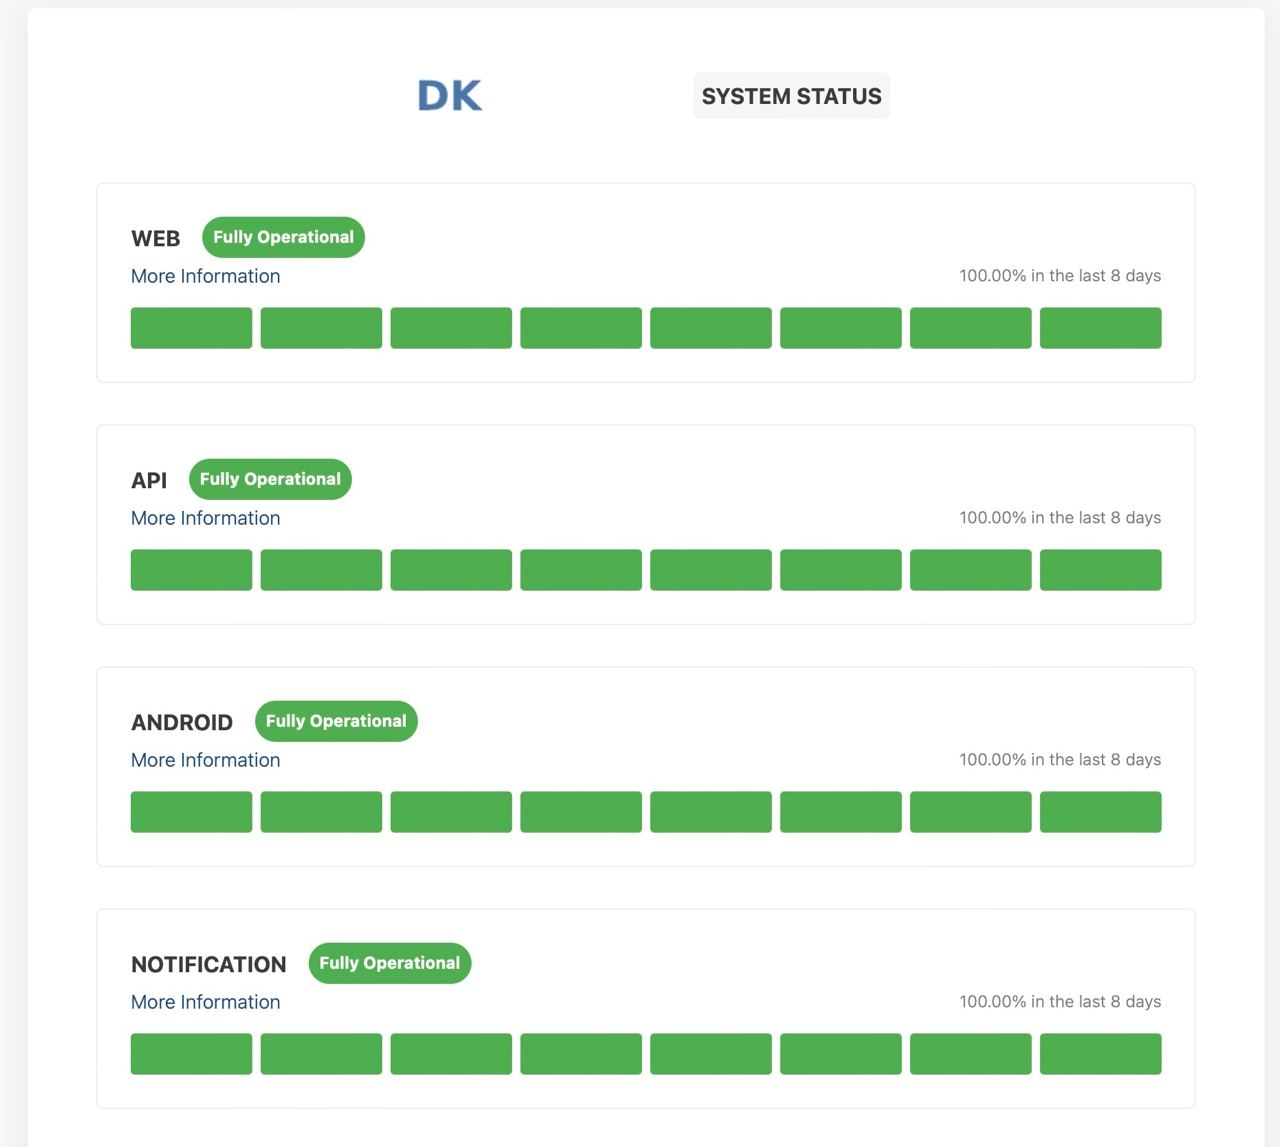 DK
SYSTEM STATUS
WEB Fully Operational
More Information 100.00% in the last 8 days
API Fully Operational
More Information 100.00% in the last 8 days
ANDROID Fully Operational
More Information 100.00% in the last 8 days
NOTIFICATION Fully Operational
More Information 100.00% in the last 8 days